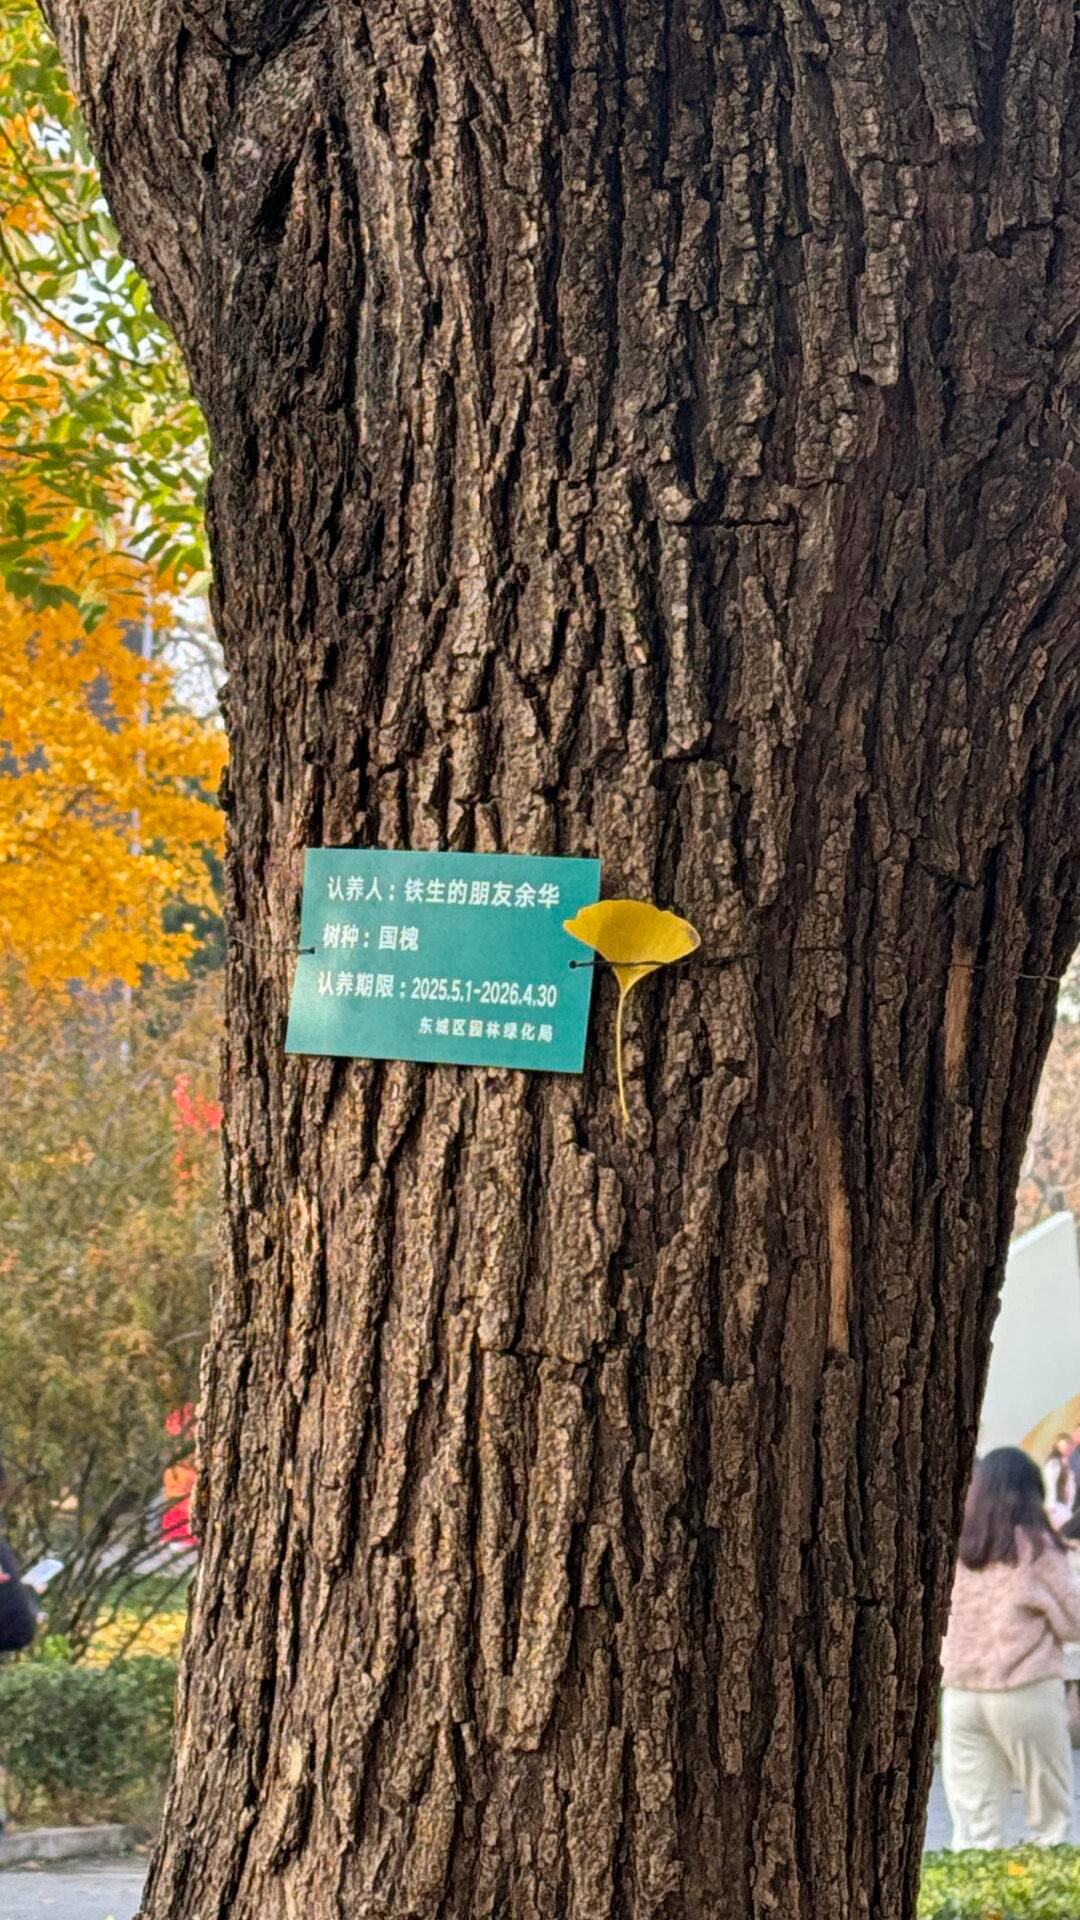 认养人：铁生的朋友余华
树种：国槐
认养期限：2025.5.1-2026.4.30
东城区园林绿化局